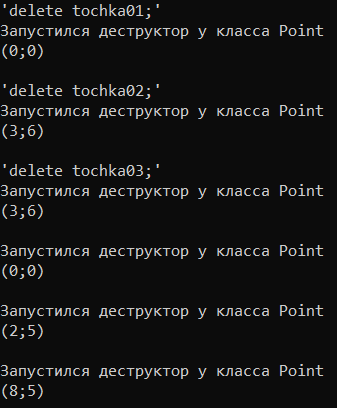 'delete tochka01;'
Запустился деструктор у класса Point
(0;0)
'delete tochka02;'
Запустился деструктор у класса Point
(3;6)
'delete tochka03;'
Запустился деструктор у класса Point
(3;6)
Запустился деструктор у класса Point
(0;0)
Запустился деструктор у класса Point
(2;5)
Запустился деструктор у класса Point
(8;5)